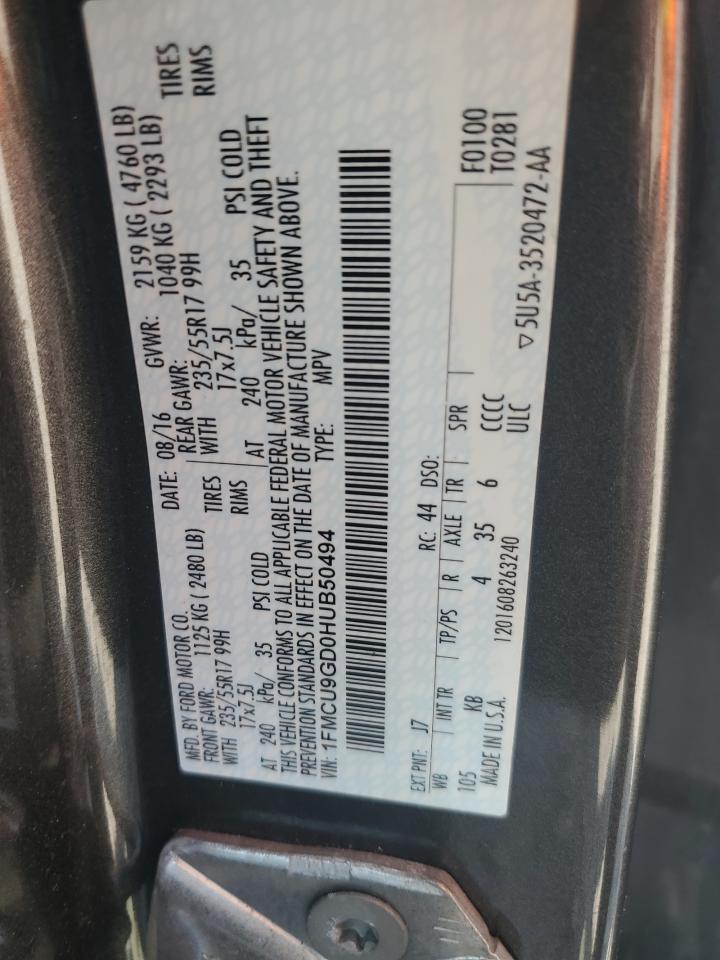 MFD. BY FORD MOTOR CO.
DATE: 08/16 GVWR: 2159 KG ( 4760 LB)
FRONT GAWR: 1125 KG ( 2480 LB) REAR GAWR: 1040 KG ( 2293 LB)
WITH 235/55R17 99H TIRES WITH 235/55R17 99H TIRES
17x7.5J RIMS 17x7.5J RIMS
AT 240 kPa/ 35 PSI COLD AT 240 kPa/ 35 PSI COLD
THIS VEHICLE CONFORMS TO ALL APPLICABLE FEDERAL MOTOR VEHICLE SAFETY AND THEFT
PREVENTION STANDARDS IN EFFECT ON THE DATE OF MANUFACTURE SHOWN ABOVE.
VIN: 1FMCU9GD0HUB50494 TYPE: MPV
EXT PNT: J7 RC: 44 DSO: F0100
WB INT TR TP/PS R AXLE TR SPR T0281
105 KB 4 35 6 CCCC
MADE IN U.S.A. 1201608263240 ULC ▽5U5A-3520472-AA